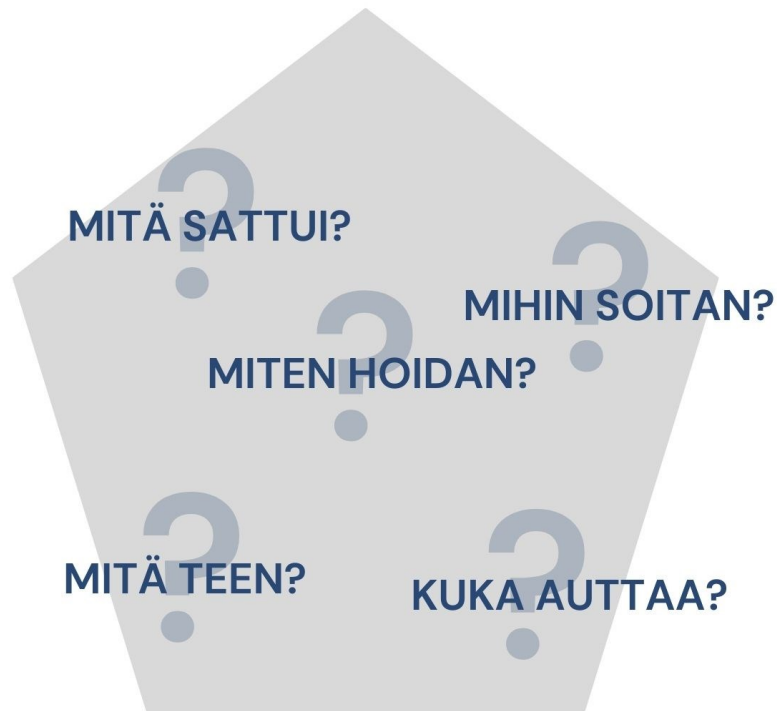 MITÄ SATTUI?
MIHIN SOITAN?
MITEN HOIDAN?
MITÄ TEEN?
KUKA AUTTAA?